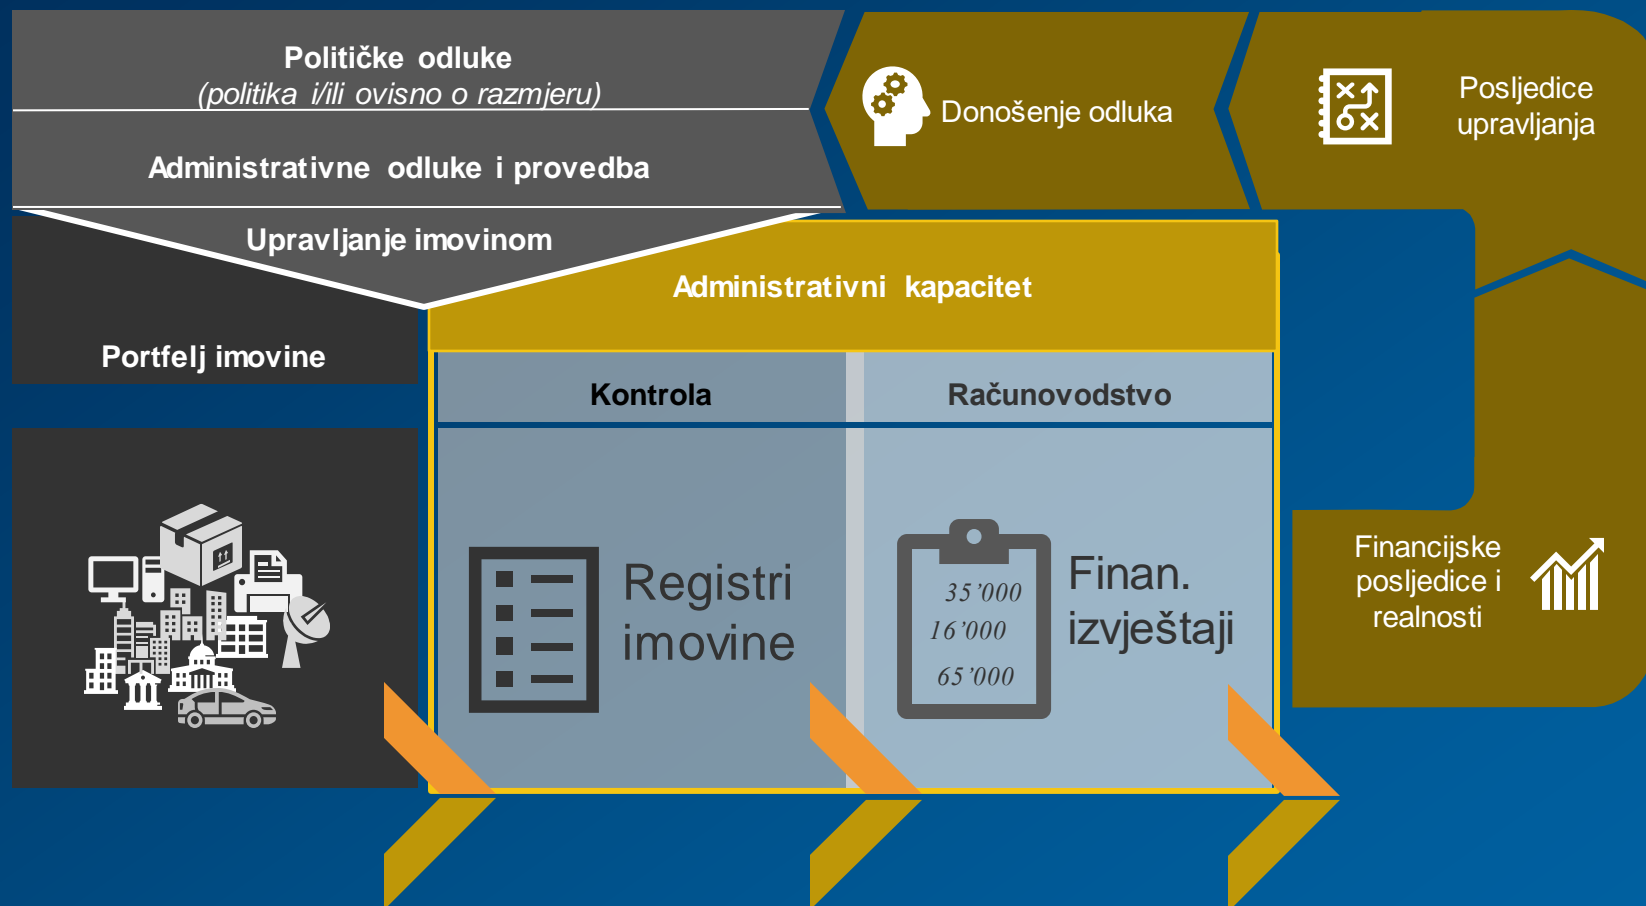 Političke odluke
(politika i/ili ovisno o razmjeru)
Administrativne odluke i provedba
Upravljanje imovinom
Donošenje odluka
Posljedice
upravljanja
Administrativni kapacitet
Portfelj imovine
Kontrola
Računovodstvo
Registri
imovine
35’000
16’000
65’000
Finan.
izvještaji
Financijske
posljedice i
realnosti